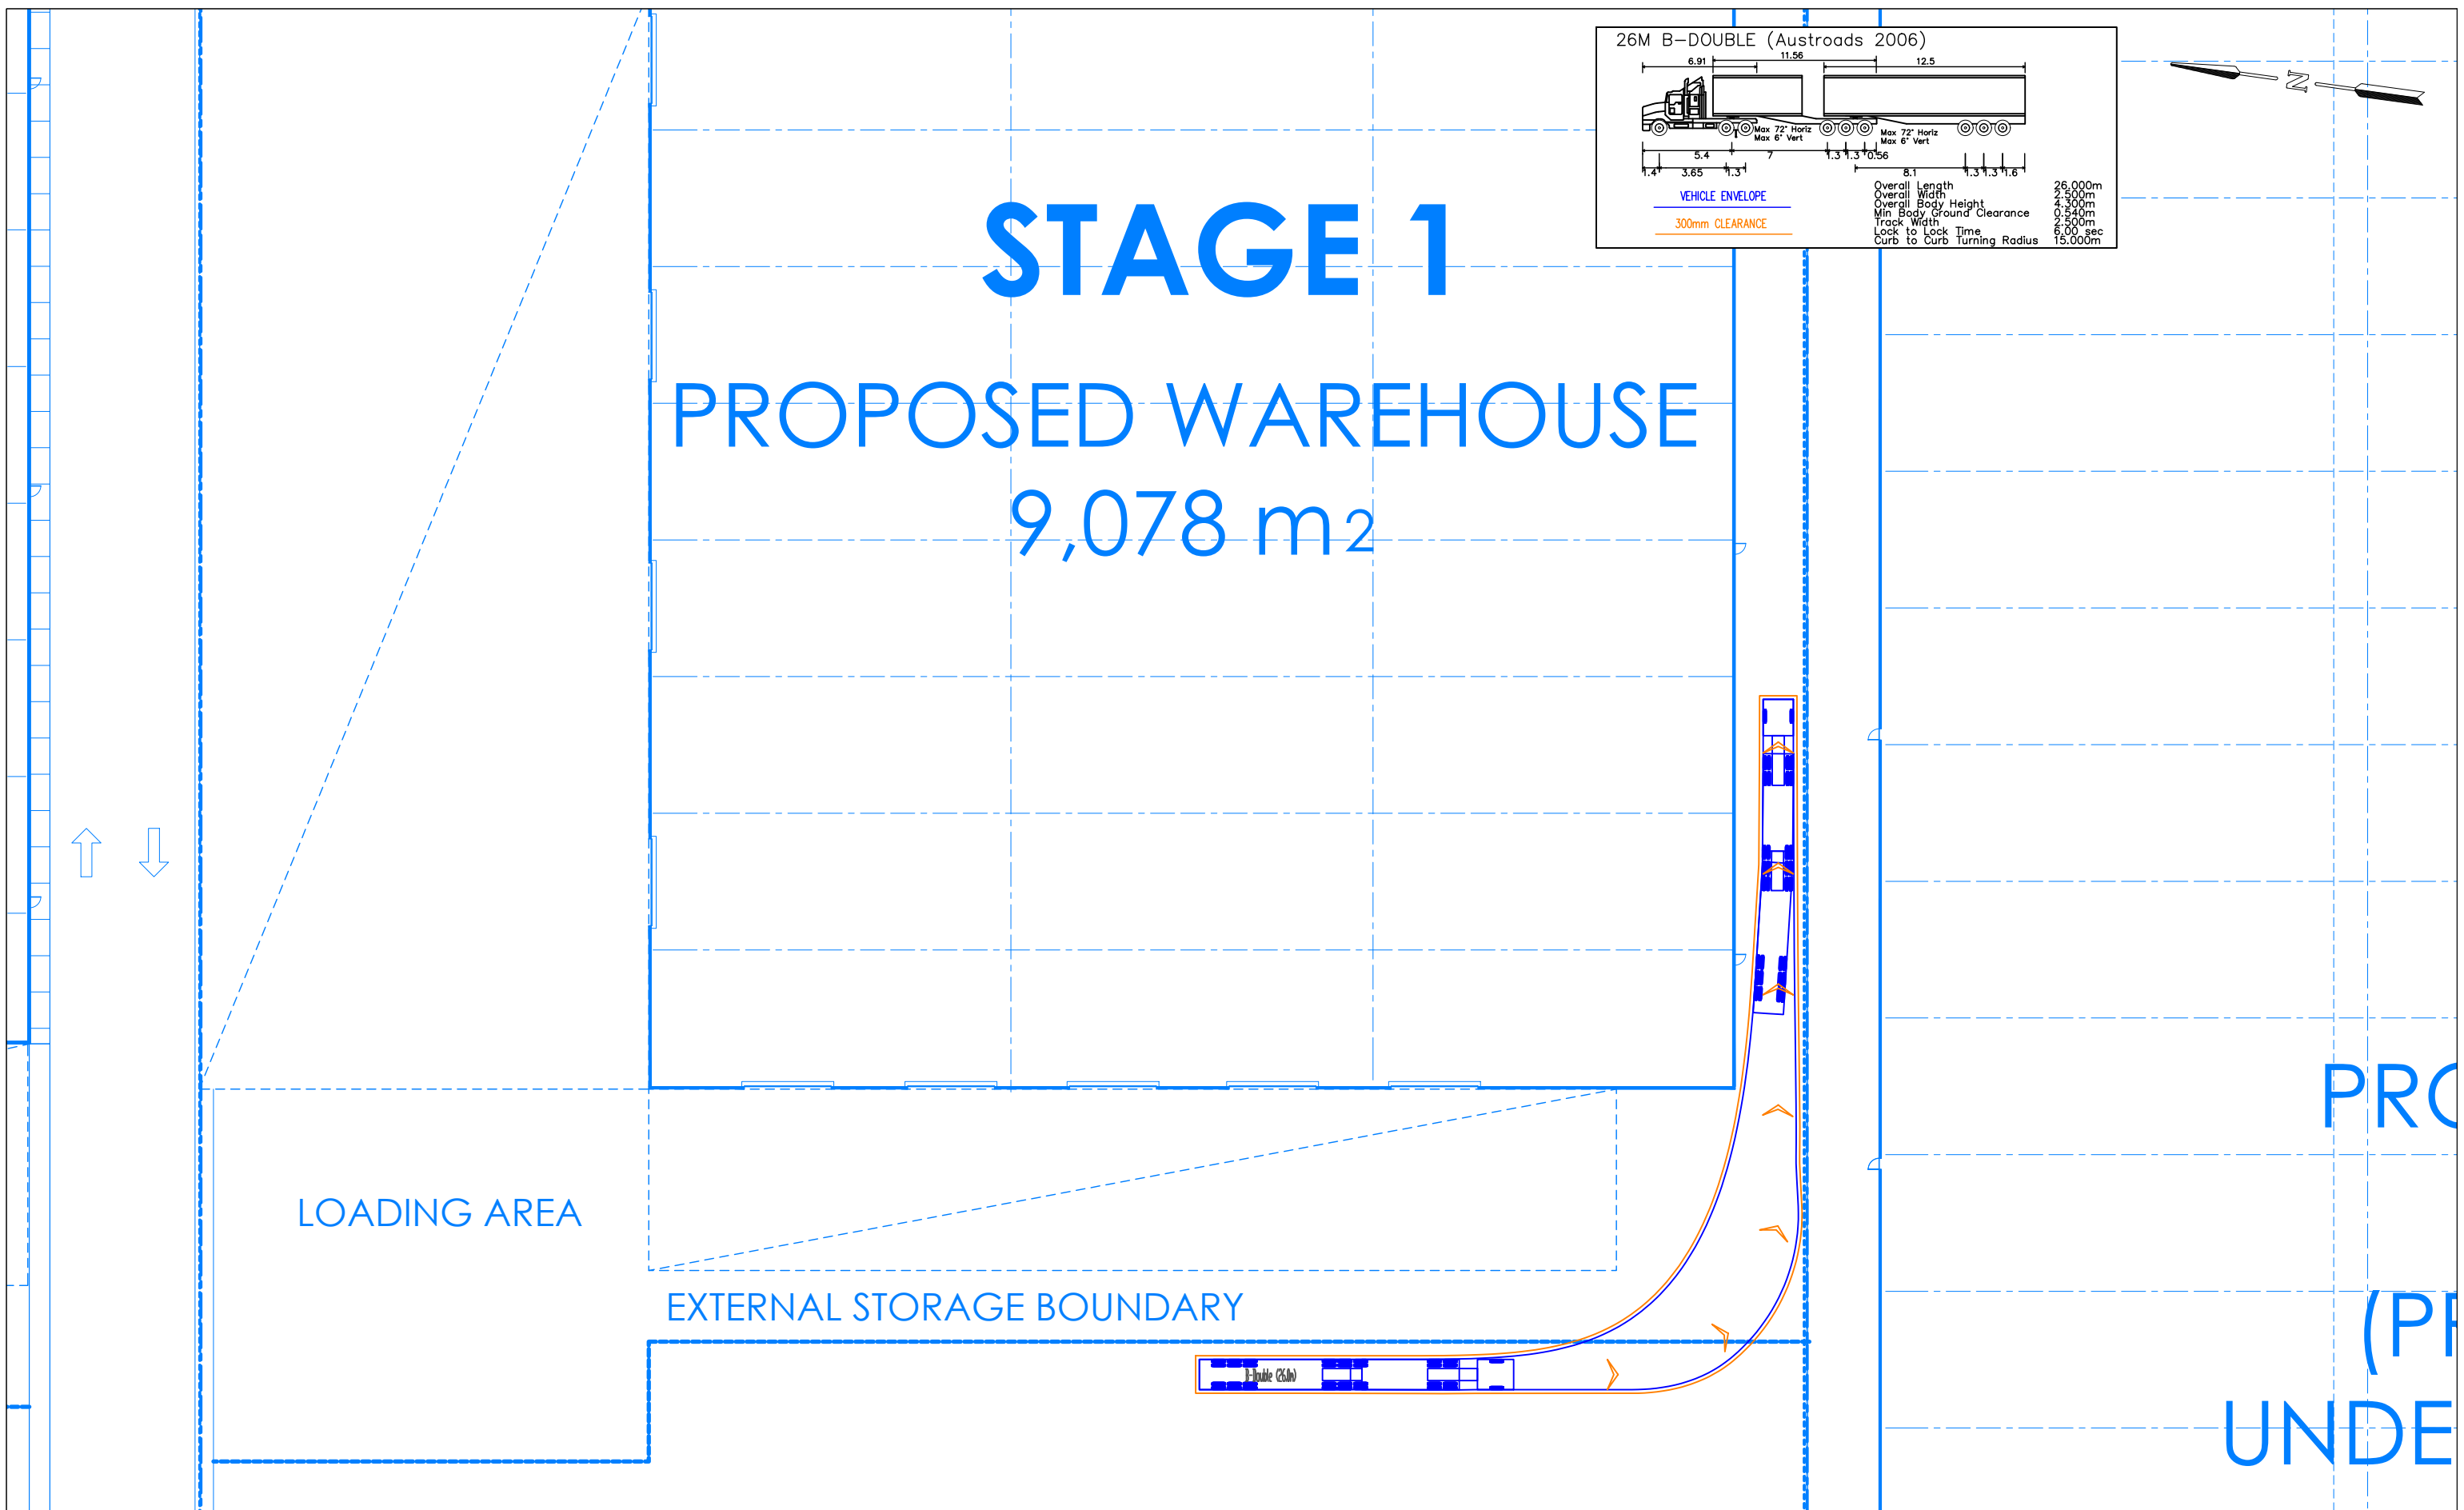 26M B-DOUBLE (Austroads 2006)
11.56
6.91
12.5
Max 72° Horiz
Max 6° Vert
Max 72° Horiz
Max 6° Vert
5.4
7
1.3
1.3
0.56
1.4
3.65
1.3
8.1
1.3
1.3
1.6
VEHICLE ENVELOPE
300mm CLEARANCE
Overall Length 26.000m
Overall Width 2.500m
Overall Body Height 4.300m
Min Body Ground Clearance 0.540m
Track Width 2.500m
Lock to Lock Time 6.00 sec
Curb to Curb Turning Radius 15.000m
N
STAGE 1
PROPOSED WAREHOUSE
9,078 m2
LOADING AREA
EXTERNAL STORAGE BOUNDARY
B-Double (26.0m)
PRO
(PR
UNDE